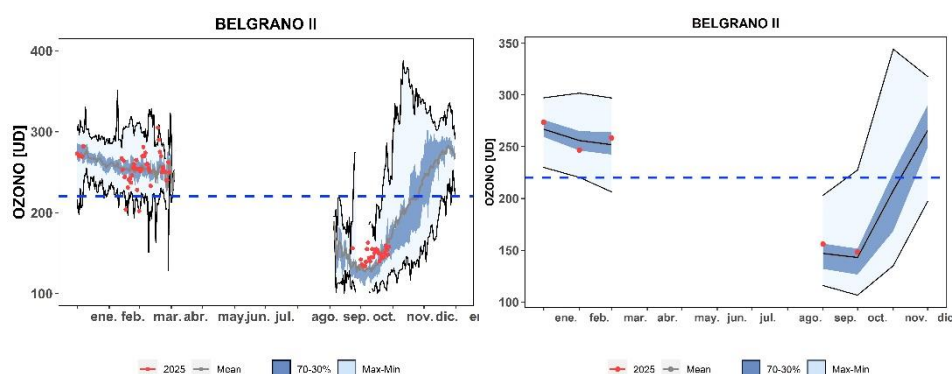 BELGRANO II
400
300
200
100
OZONO [UD]
ene. feb. mar. abr. may. jun. jul. ago. sep. oct. nov. dic. en
2025 Mean 70-30% Max-Min
BELGRANO II
350
300
250
200
150
100
OZONO [UD]
ene. feb. mar. abr. may. jun. jul. ago. sep. oct. nov. dic
2025 Mean 70-30% Max-Min